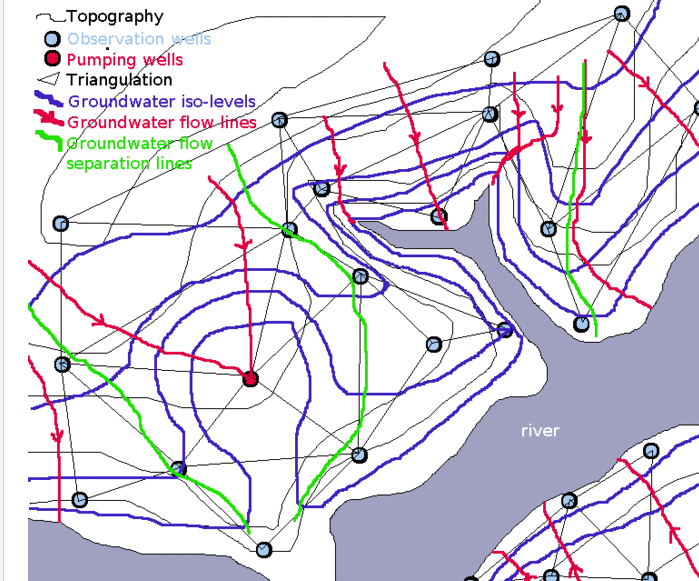 Topography
Observation wells
Pumping wells
Triangulation
Groundwater iso-levels
Groundwater flow lines
Groundwater flow
separation lines
river